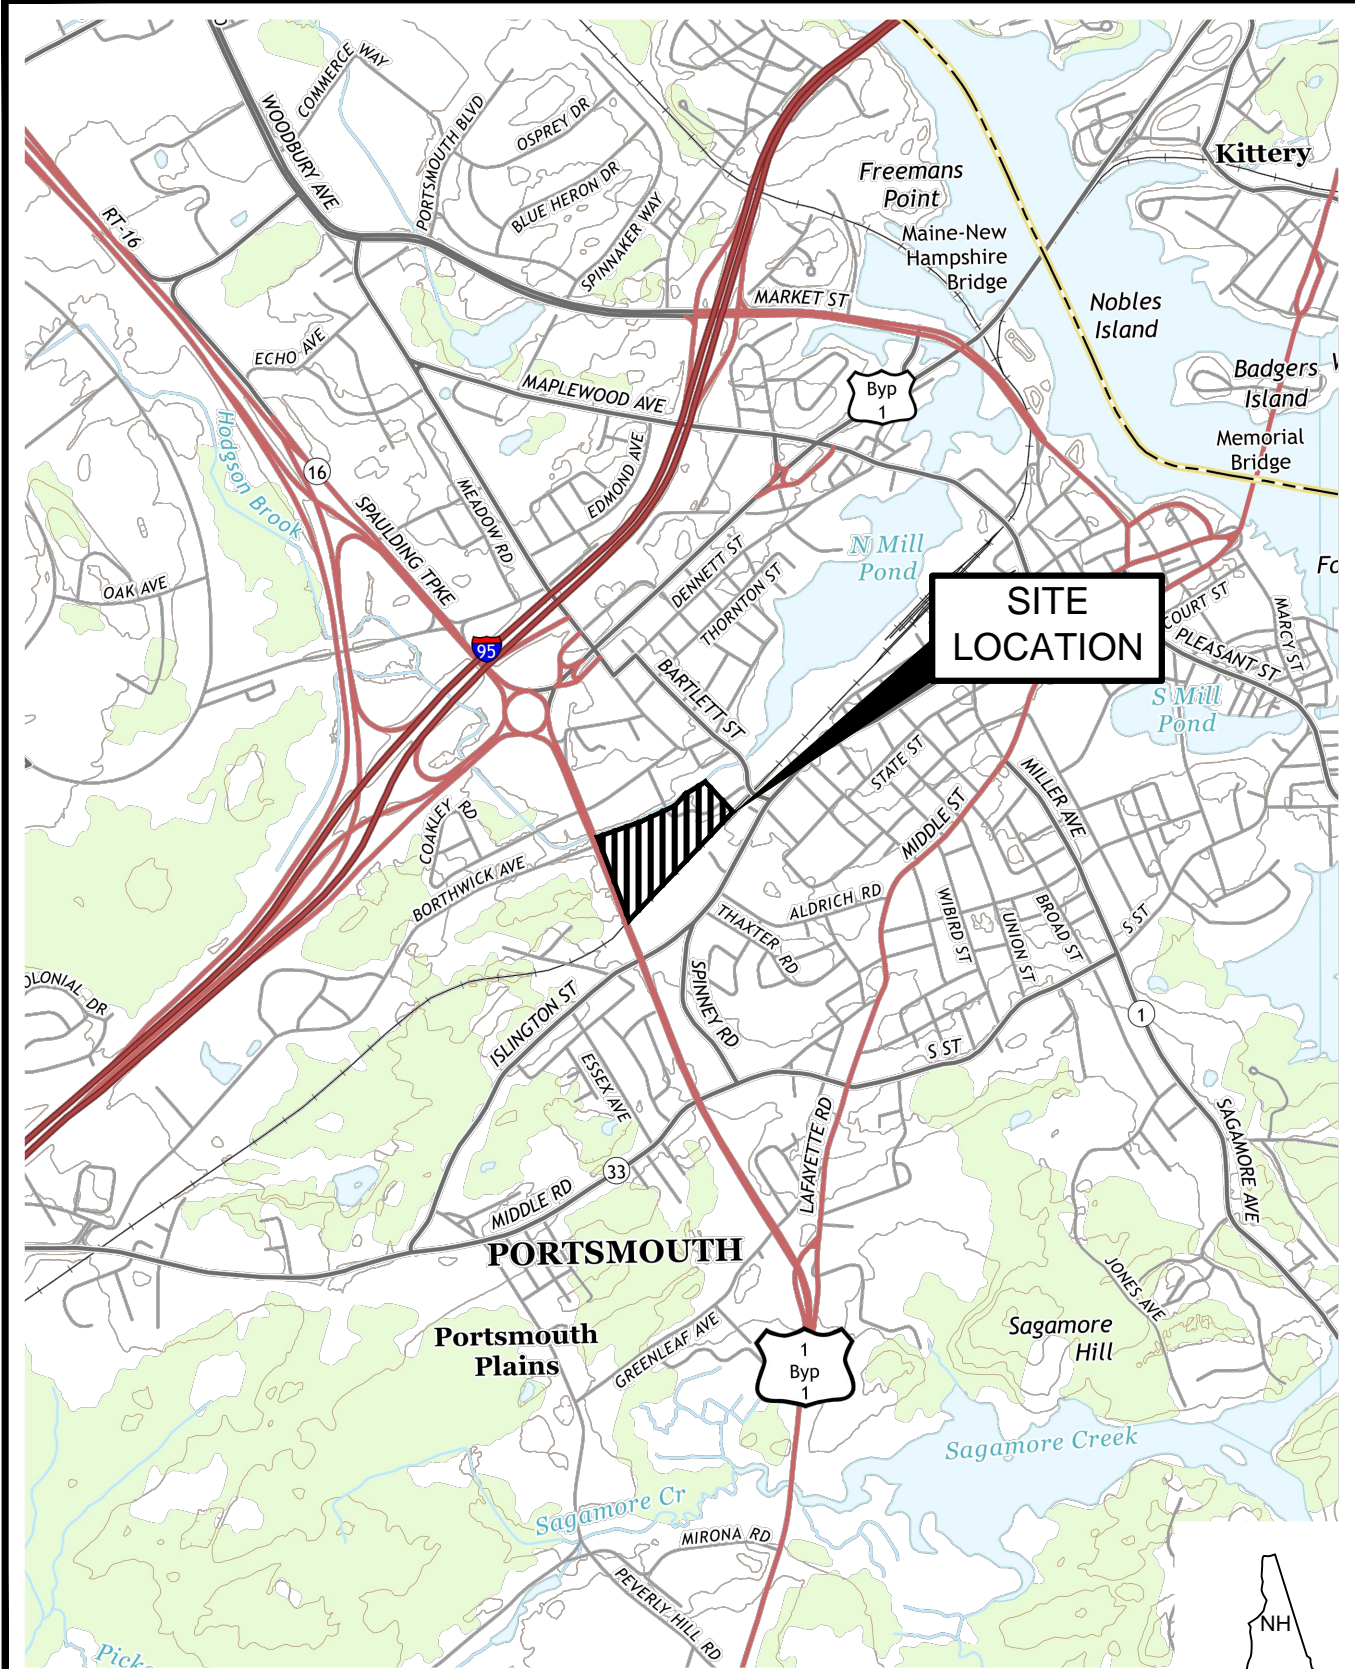 COMMERCE WAY
WOODBURY AVE
PORTSMOUTH BLVD
OSPREY DR
BLUE HERON DR
SPINNAKER WAY
RT-16
Freemans
Point
Kittery
Maine-New
Hampshire
Bridge
MARKET ST
Nobles
Island
ECHO AVE
MAPLEWOOD AVE
Byp
1
Badgers
Island
Memorial
Bridge
Hodgson Brook
16
EDMOND AVE
MEADOW RD
SPAULDING TPKE
N Mill
Pond
DENNETT ST
THORNTON ST
OAK AVE
SITE
LOCATION
COURT ST
MARCY ST
PLEASANT ST
95
BARTLETT ST
S Mill
Pond
STATE ST
MILLER AVE
MIDDLE ST
COAKLEY RD
BORTHWICK AVE
ALDRICH RD
THAXTER RD
WIBIRD ST
UNION ST
BROAD ST
S ST
SPINNEY RD
ISLINGTON ST
1
S ST
ESSEX AVE
LAFAYETTE RD
SAGAMORE AVE
33
MIDDLE RD
PORTSMOUTH
JONES AVE
Portsmouth
Plains
GREENLEAF AVE
1
Byp
1
Sagamore
Hill
Sagamore Creek
Sagamore Cr
MIRONA RD
PEVERLY HILL RD
NH